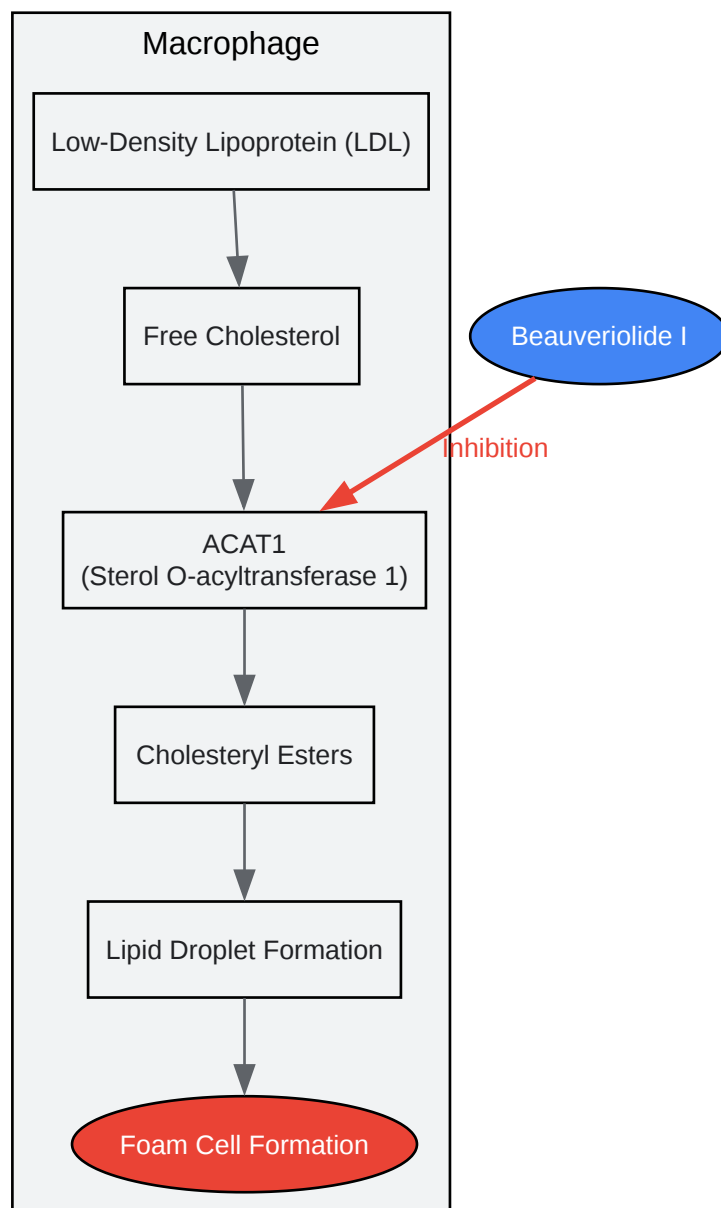 Macrophage
Low-Density Lipoprotein (LDL)
Free Cholesterol
Beauveriolide I
Inhibition
ACAT1
(Sterol O-acyltransferase 1)
Cholesteryl Esters
Lipid Droplet Formation
Foam Cell Formation